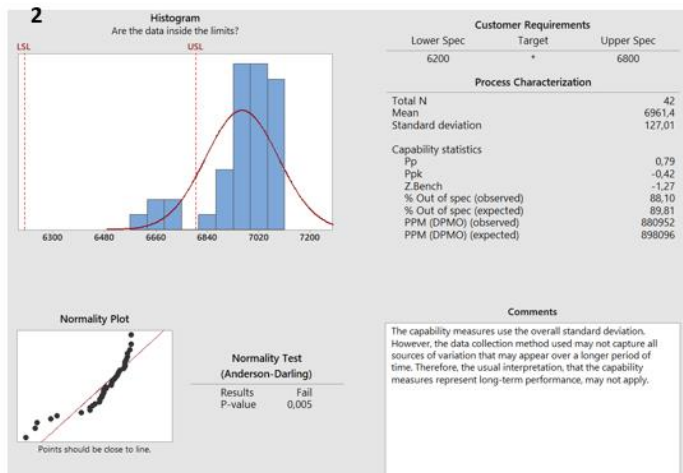 2
Histogram
Are the data inside the limits?
LSL
USL
6300 6480 6660 6840 7020 7200
Customer Requirements
Lower Spec Target Upper Spec
6200 * 6800
Process Characterization
Total N 42
Mean 6961,4
Standard deviation 127,01
Capability statistics
Pp 0,79
Ppk -0,42
Z.Bench -1,27
% Out of spec (observed) 88,10
% Out of spec (expected) 89,81
PPM (DPMO) (observed) 880952
PPM (DPMO) (expected) 898096
Normality Plot
Points should be close to line.
Normality Test
(Anderson-Darling)
Results Fail
P-value 0,005
Comments
The capability measures use the overall standard deviation.
However, the data collection method used may not capture all
sources of variation that may appear over a longer period of
time. Therefore, the usual interpretation, that the capability
measures represent long-term performance, may not apply.